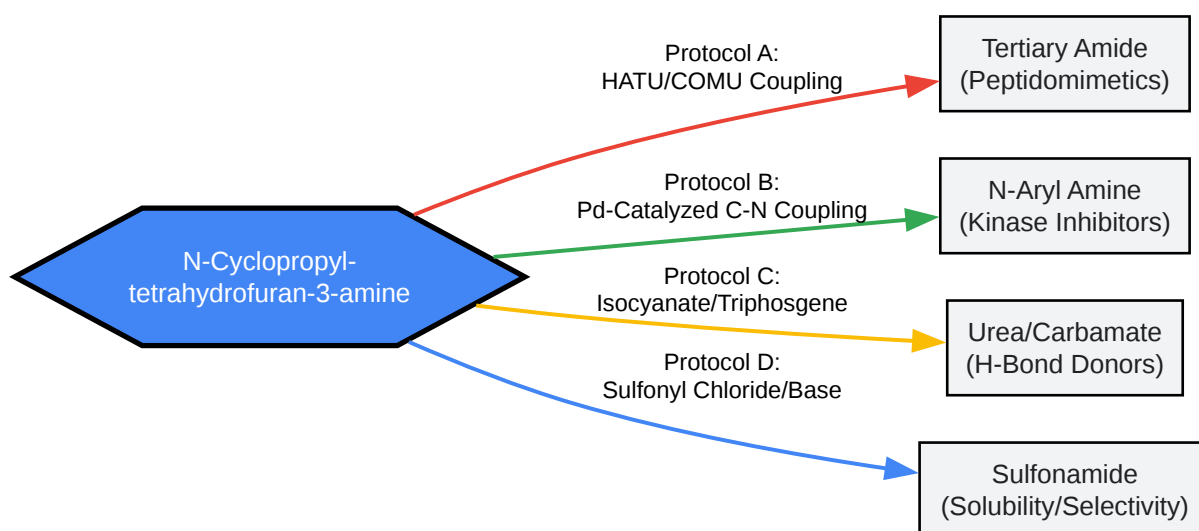 Protocol A:
HATU/COMU Coupling
Tertiary Amide
(Peptidomimetics)
Protocol B:
Pd-Catalyzed C-N Coupling
N-Aryl Amine
(Kinase Inhibitors)
N-Cyclopropyl-
tetrahydrofuran-3-amine
Protocol C:
Isocyanate/Triphosgene
Urea/Carbamate
(H-Bond Donors)
Protocol D:
Sulfonyl Chloride/Base
Sulfonamide
(Solubility/Selectivity)